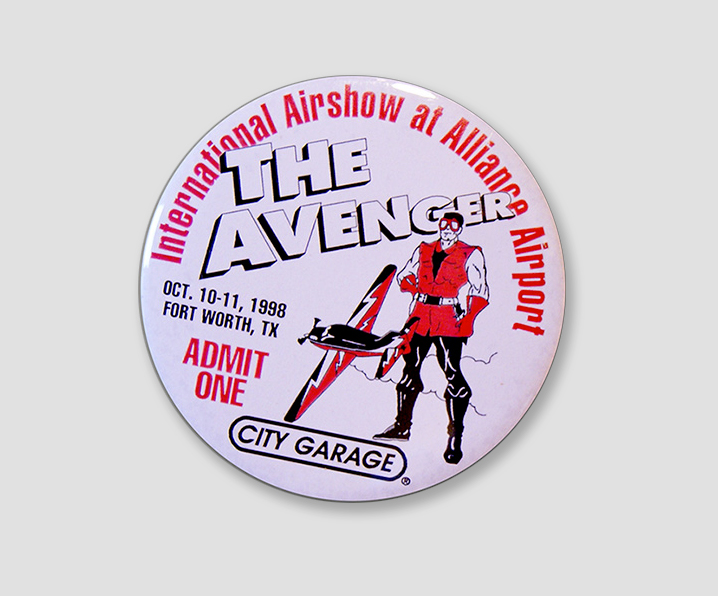 International Airshow at Alliance Airport
THE
AVENGER
OCT. 10-11, 1998
FORT WORTH, TX
ADMIT
ONE
CITY GARAGE
®